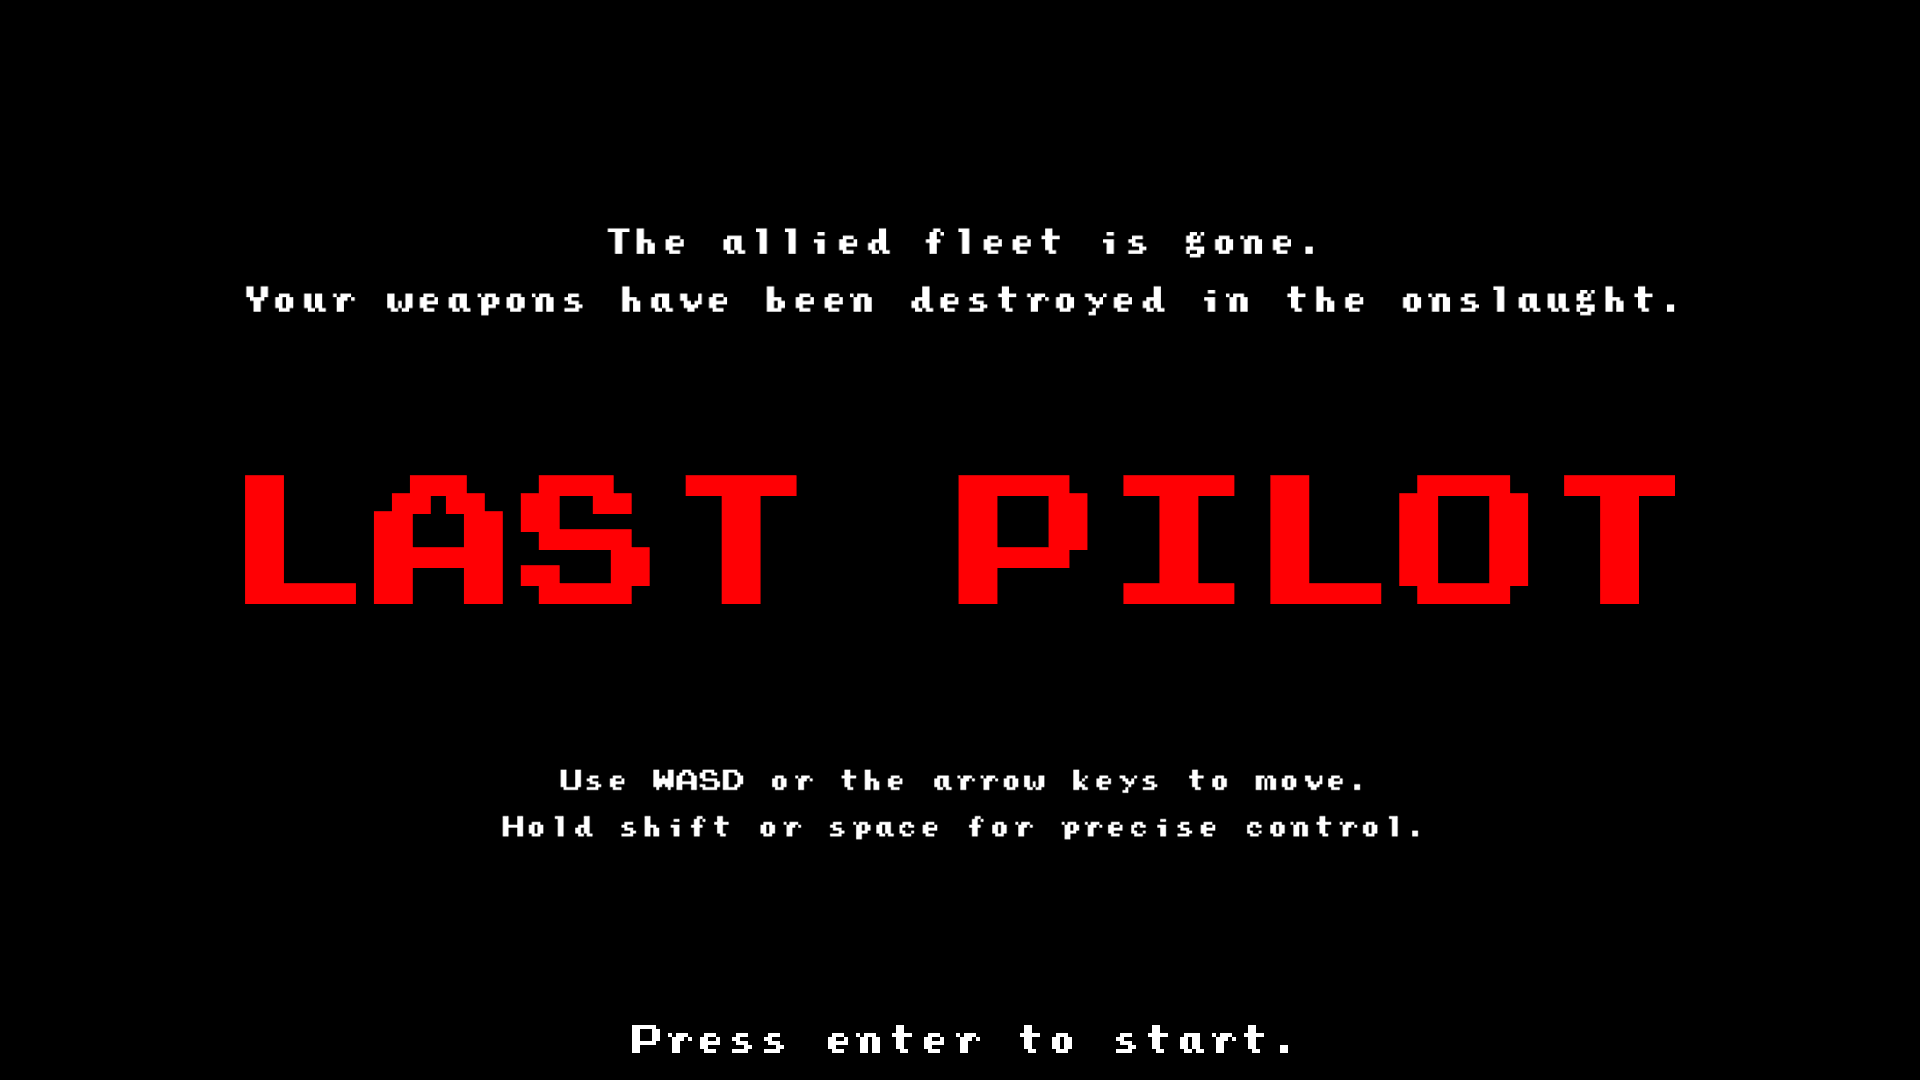 The allied fleet is gone.
Your weapons have been destroyed in the onslaught.
LAST PILOT
Use WASD or the arrow keys to move.
Hold shift or space for precise control.
Press enter to start.